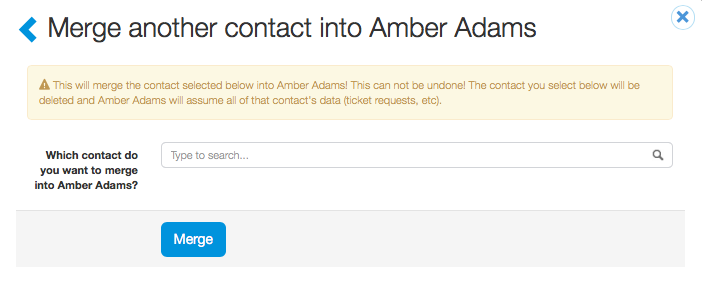 Merge another contact into Amber Adams
This will merge the contact selected below into Amber Adams! This can not be undone! The contact you select below will be
deleted and Amber Adams will assume all of that contact's data (ticket requests, etc).
Which contact do
you want to merge
into Amber Adams?
Type to search...
Merge